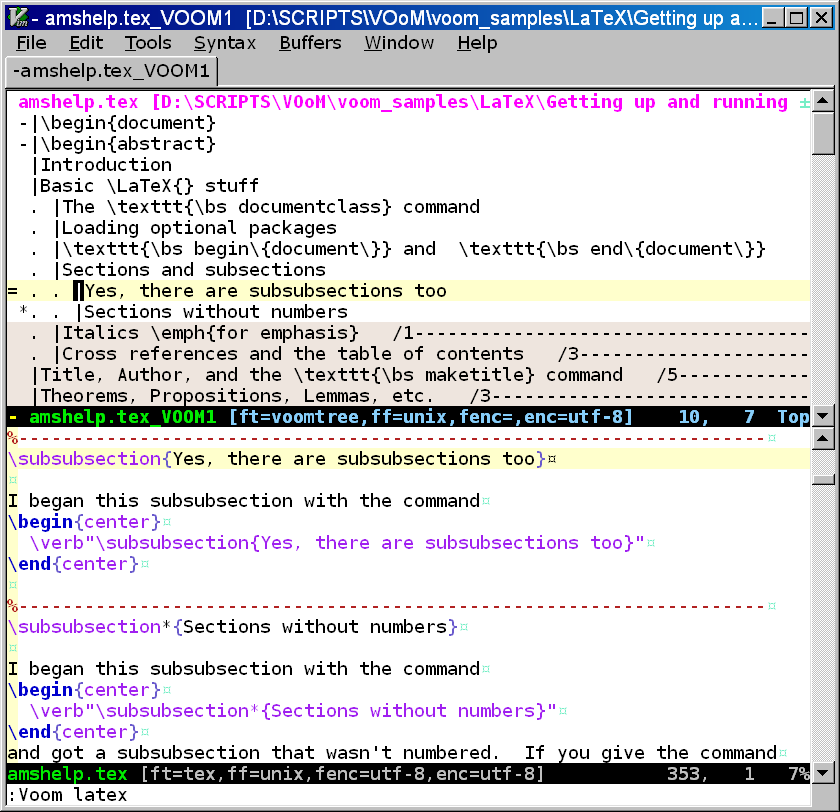 - amshelp.tex_VOOM1 [D:\SCRIPTS\VOoM\voom_samples\LaTeX\Getting up a...
File Edit Tools Syntax Buffers Window Help
-amshelp.tex_VOOM1
amshelp.tex [D:\SCRIPTS\VOoM\voom_samples\LaTeX\Getting up and running ±
-|\begin{document}
-|\begin{abstract}
|Introduction
|Basic \LaTeX{} stuff
. |The \texttt{\bs documentclass} command
. |Loading optional packages
. |\texttt{\bs begin\{document\}} and  \texttt{\bs end\{document\}}
. |Sections and subsections
= . . |Yes, there are subsubsections too
*. . |Sections without numbers
. |Italics \emph{for emphasis}   /1------------------------------------
. |Cross references and the table of contents   /3---------------------
|Title, Author, and the \texttt{\bs maketitle} command   /5------------
|Theorems, Propositions, Lemmas, etc.   /3-----------------------------
- amshelp.tex_VOOM1 [ft=voomtree,ff=unix,fenc=,enc=utf-8]    10,   7  Top
%--------------------------------------------------------------------¤
\subsubsection{Yes, there are subsubsections too}¤
¤
I began this subsubsection with the command¤
\begin{center}¤
  \verb"\subsubsection{Yes, there are subsubsections too}"¤
\end{center}¤
¤
%--------------------------------------------------------------------¤
\subsubsection*{Sections without numbers}¤
¤
I began this subsubsection with the command¤
\begin{center}¤
  \verb"\subsubsection*{Sections without numbers}"¤
\end{center}¤
and got a subsubsection that wasn't numbered.  If you give the command¤
amshelp.tex [ft=tex,ff=unix,fenc=utf-8,enc=utf-8]           353,   1   7%
:Voom latex